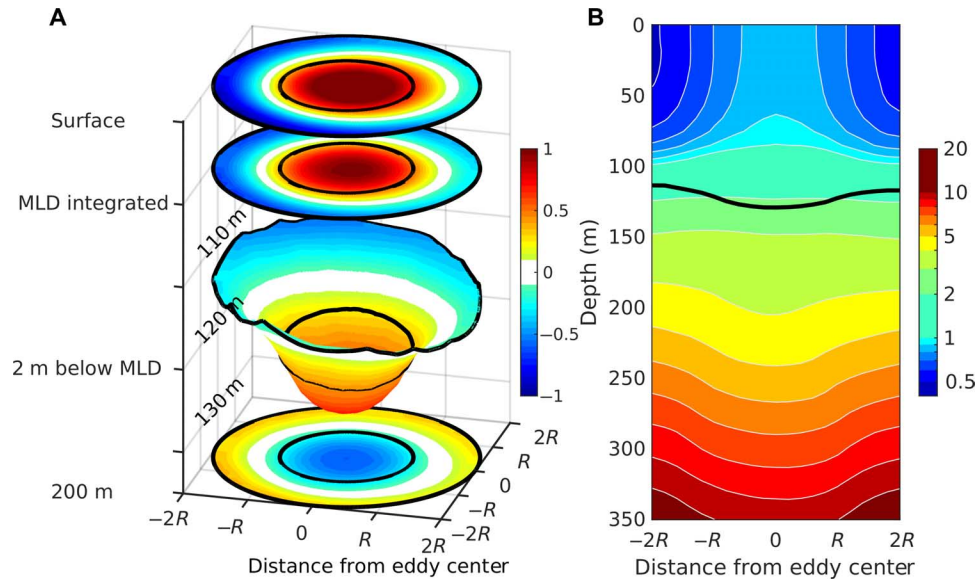 A
B
Surface
MLD integrated
2 m below MLD
200 m
110 m
120 m
130 m
−2R
−R
0
R
2R
Distance from eddy center
2R
R
0
−R
−2R
1
0.5
0
−0.5
−1
0
50
100
150
200
250
300
350
Depth (m)
−2R
−R
0
R
2R
Distance from eddy center
20
10
5
2
1
0.5